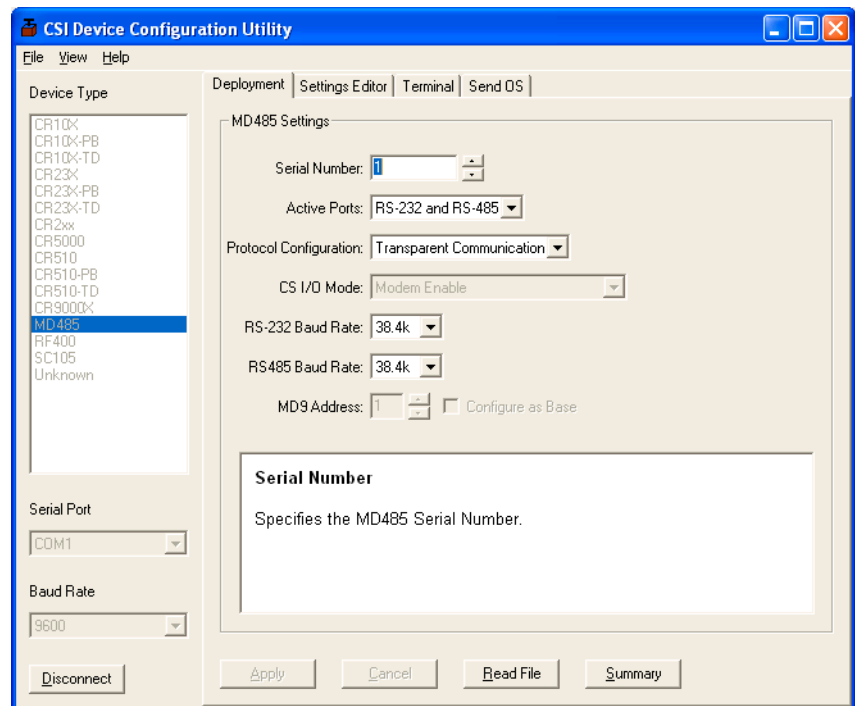 CSI Device Configuration Utility
File View Help
Device Type
CR10X
CR10X-PB
CR10X-TD
CR23X
CR23X-PB
CR23X-TD
CR2xx
CR5000
CR510
CR510-PB
CR510-TD
CR9000X
MD485
RF400
SC105
Unknown
Serial Port
COM1
Baud Rate
9600
Disconnect
Deployment Settings Editor Terminal Send OS
MD485 Settings
Serial Number: 1
Active Ports: RS-232 and RS-485
Protocol Configuration: Transparent Communication
CS I/O Mode: Modem Enable
RS-232 Baud Rate: 38.4k
RS485 Baud Rate: 38.4k
MD9 Address: 1 Configure as Base
Serial Number
Specifies the MD485 Serial Number.
Apply Cancel Read File Summary